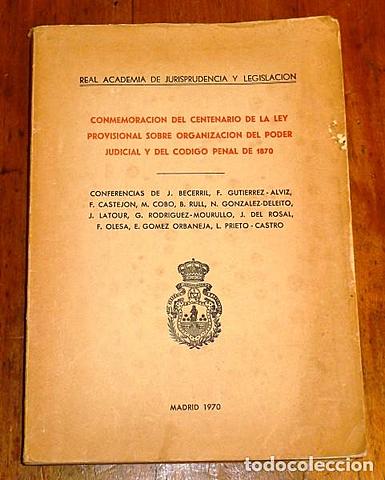 REAL ACADEMIA DE JURISPRUDENCIA Y LEGISLACION
CONMEMORACION DEL CENTENARIO DE LA LEY
PROVISIONAL SOBRE ORGANIZACION DEL PODER
JUDICIAL Y DEL CODIGO PENAL DE 1870
CONFERENCIAS DE J. BECERRIL, F. GUTIERREZ-ALVIZ,
F. CASTEJON, M. COBO, B. RULL, N. GONZALEZ-DELEITO,
J. LATOUR, G. RODRIGUEZ-MOURULLO, J. DEL ROSAL,
F. OLESA, E. GOMEZ ORBANEJA, L. PRIETO-CASTRO
MADRID 1970
todocoleccion.net